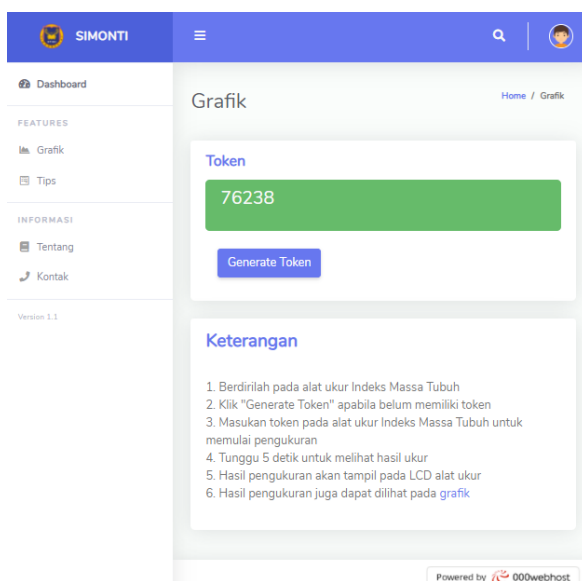 SIMONTI
Dashboard
FEATURES
Grafik
Tips
INFORMASI
Tentang
Kontak
Version 1.1
Grafik
Home / Grafik
Token
76238
Generate Token
Keterangan
1. Berdirilah pada alat ukur Indeks Massa Tubuh
2. Klik "Generate Token" apabila belum memiliki token
3. Masukan token pada alat ukur Indeks Massa Tubuh untuk
memulai pengukuran
4. Tunggu 5 detik untuk melihat hasil ukur
5. Hasil pengukuran akan tampil pada LCD alat ukur
6. Hasil pengukuran juga dapat dilihat pada grafik
Powered by 000webhost